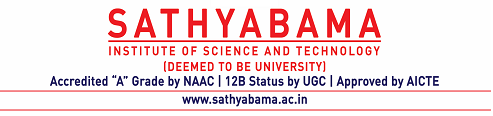 SATHYABAMA
INSTITUTE OF SCIENCE AND TECHNOLOGY
(DEEMED TO BE UNIVERSITY)
Accredited “A” Grade by NAAC | 12B Status by UGC | Approved by AICTE
www.sathyabama.ac.in